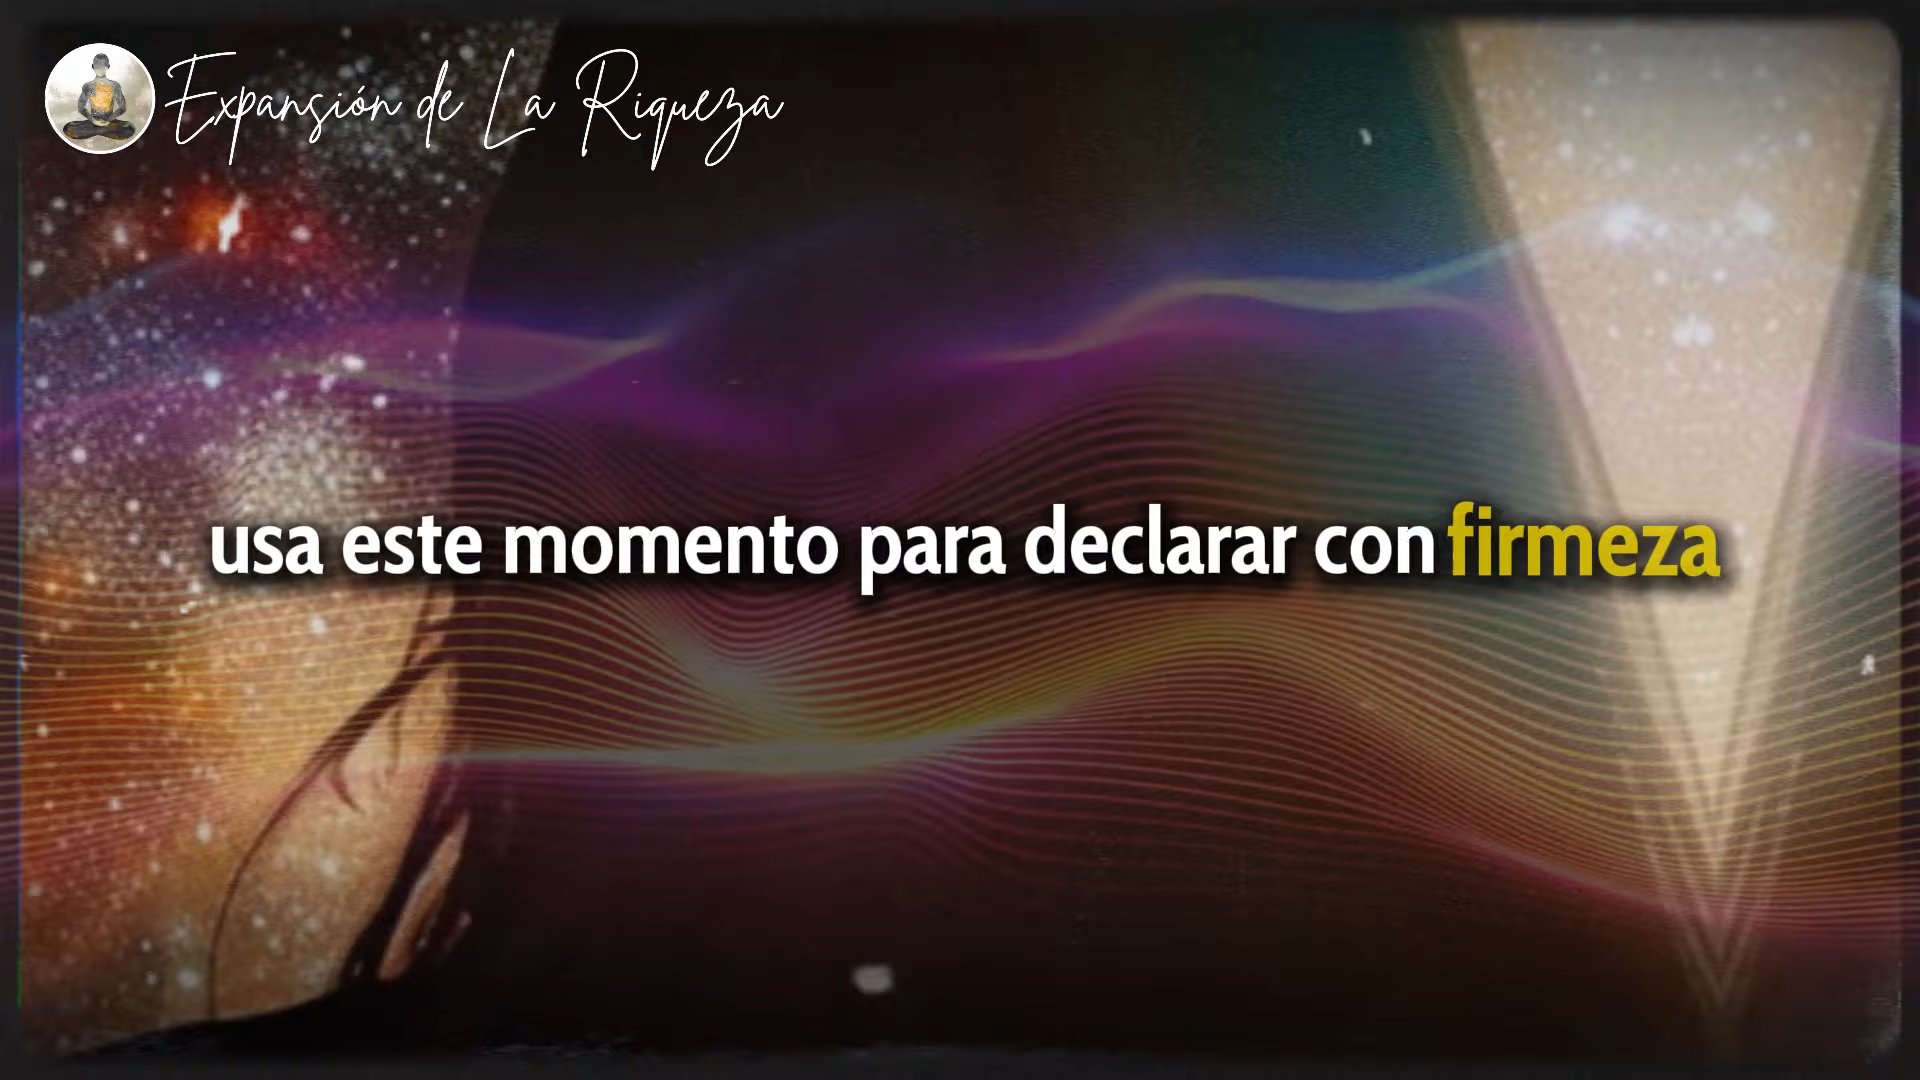 Expansión de La Riqueza
usa este momento para declarar con firmeza